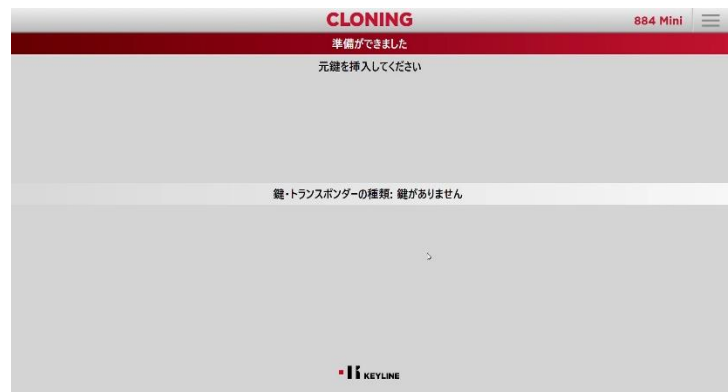 CLONING
884 Mini
準備ができました
元鍵を挿入してください
鍵・トランスポンダーの種類: 鍵がありません
KEYLINE